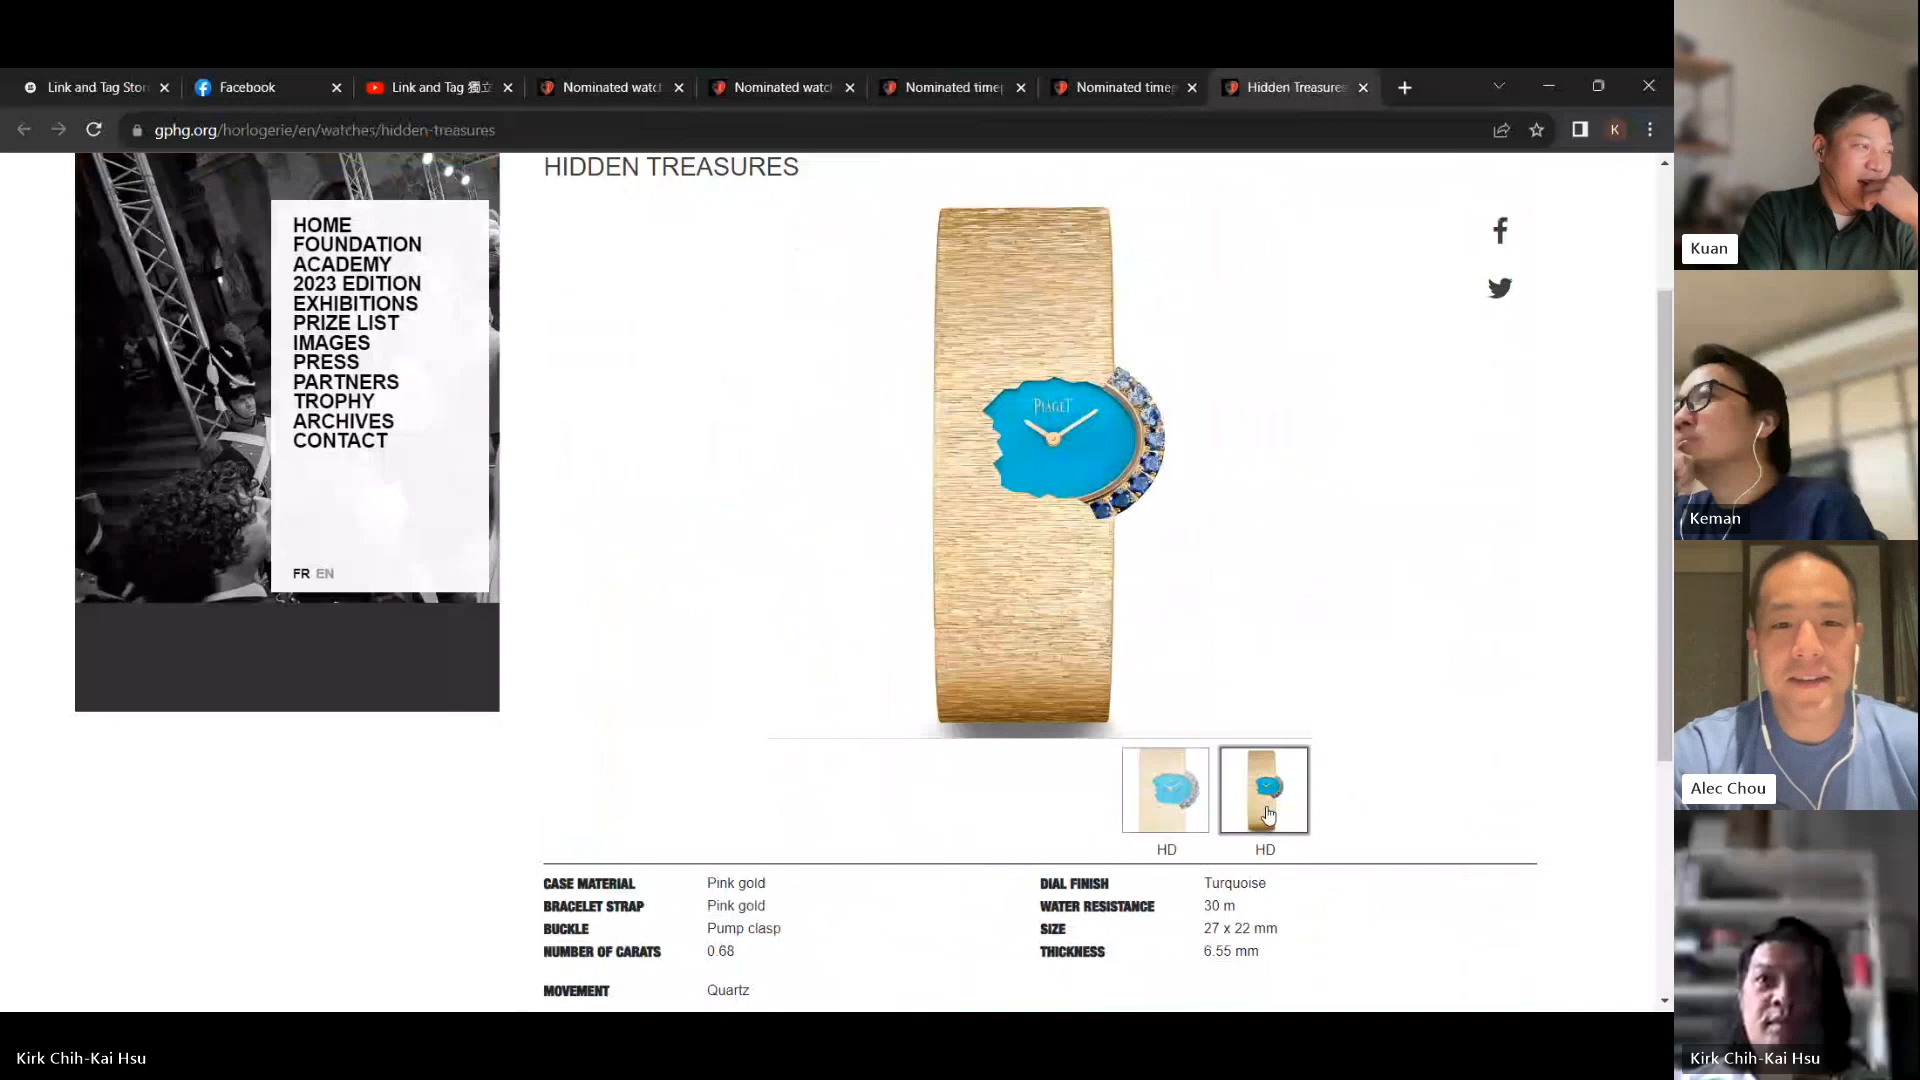 Link and Tag Stor
Facebook
Link and Tag 獨立
Nominated watch
Nominated watch
Nominated time
Nominated time
Hidden Treasures
gphg.org/horlogerie/en/watches/hidden-treasures
K
HIDDEN TREASURES
HOME
FOUNDATION
ACADEMY
2023 EDITION
EXHIBITIONS
PRIZE LIST
IMAGES
PRESS
PARTNERS
TROPHY
ARCHIVES
CONTACT
FR EN
PIAGET
HD
HD
CASE MATERIAL Pink gold
BRACELET STRAP Pink gold
BUCKLE Pump clasp
NUMBER OF CARATS 0.68
MOVEMENT Quartz
DIAL FINISH Turquoise
WATER RESISTANCE 30 m
SIZE 27 x 22 mm
THICKNESS 6.55 mm
Kuan
Keman
Alec Chou
Kirk Chih-Kai Hsu
Kirk Chih-Kai Hsu